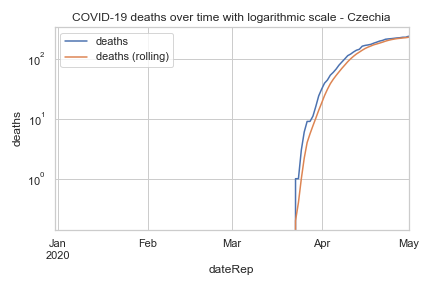 COVID-19 deaths over time with logarithmic scale - Czechia
deaths
deaths (rolling)
10²
10¹
10⁰
deaths
Jan Feb Mar Apr May
2020
dateRep